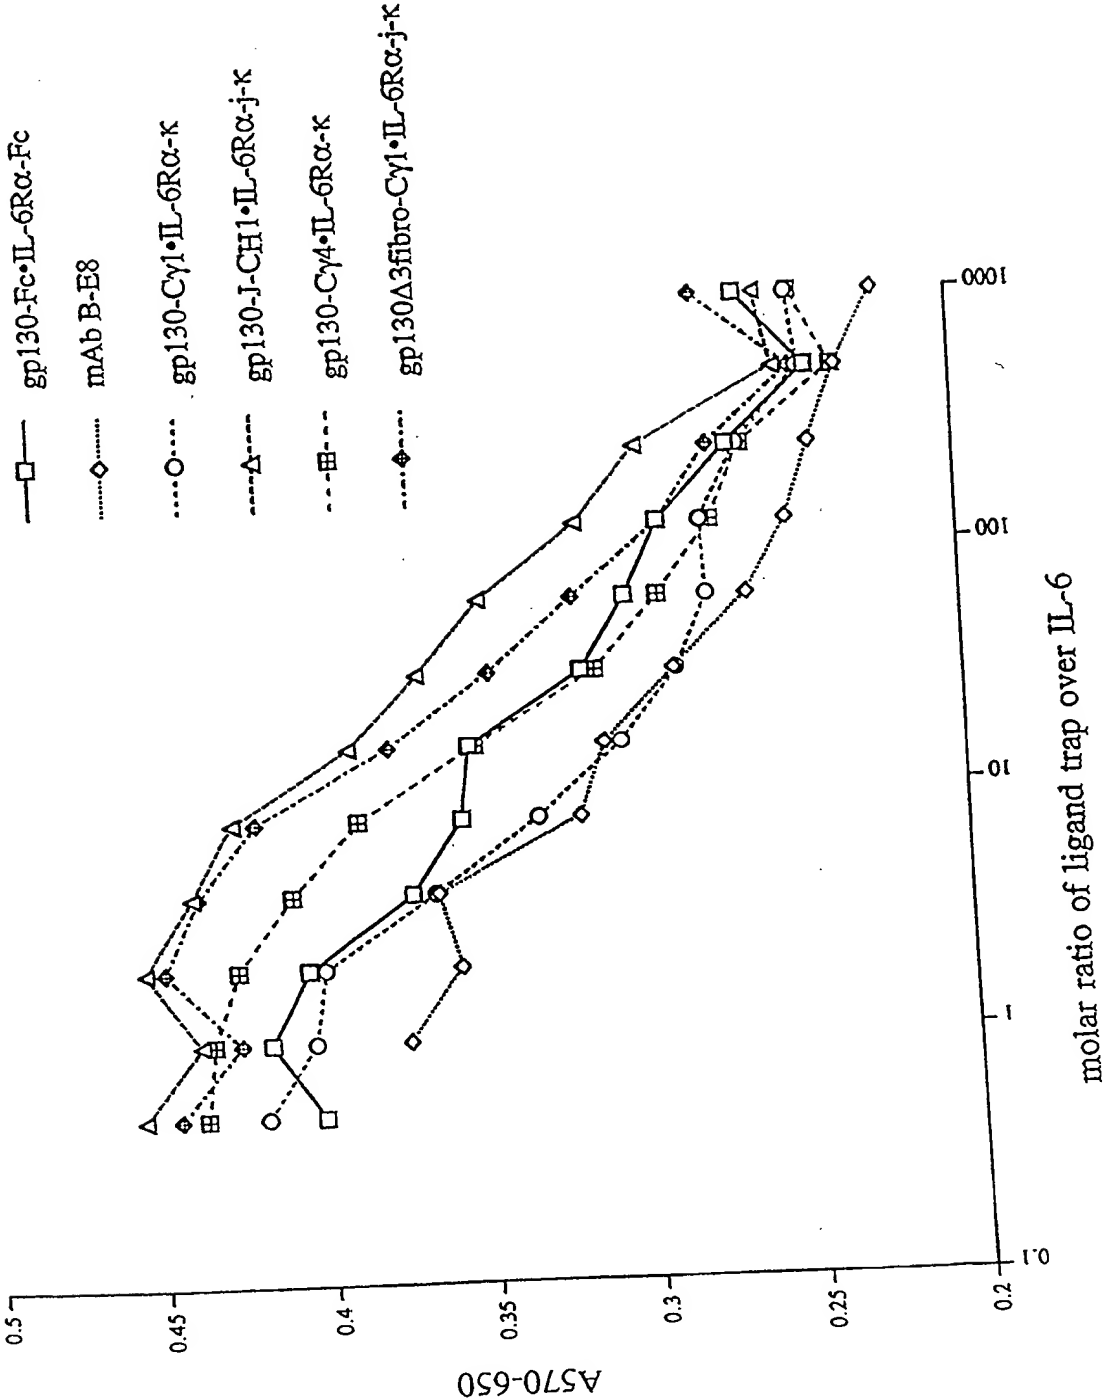 gp130-Fc•IL-6Rα-Fc
mAb B-E8
gp130-Cγ1•IL-6Rα-κ
gp130-J-CH1•IL-6Rα-j-κ
gp130-Cγ4•IL-6Rα-κ
gp130Δ3fibro-Cγ1•IL-6Rα-j-κ
A570-650
0.5
0.45
0.4
0.35
0.3
0.25
0.2
0.1
1
10
100
1000
molar ratio of ligand trap over IL-6